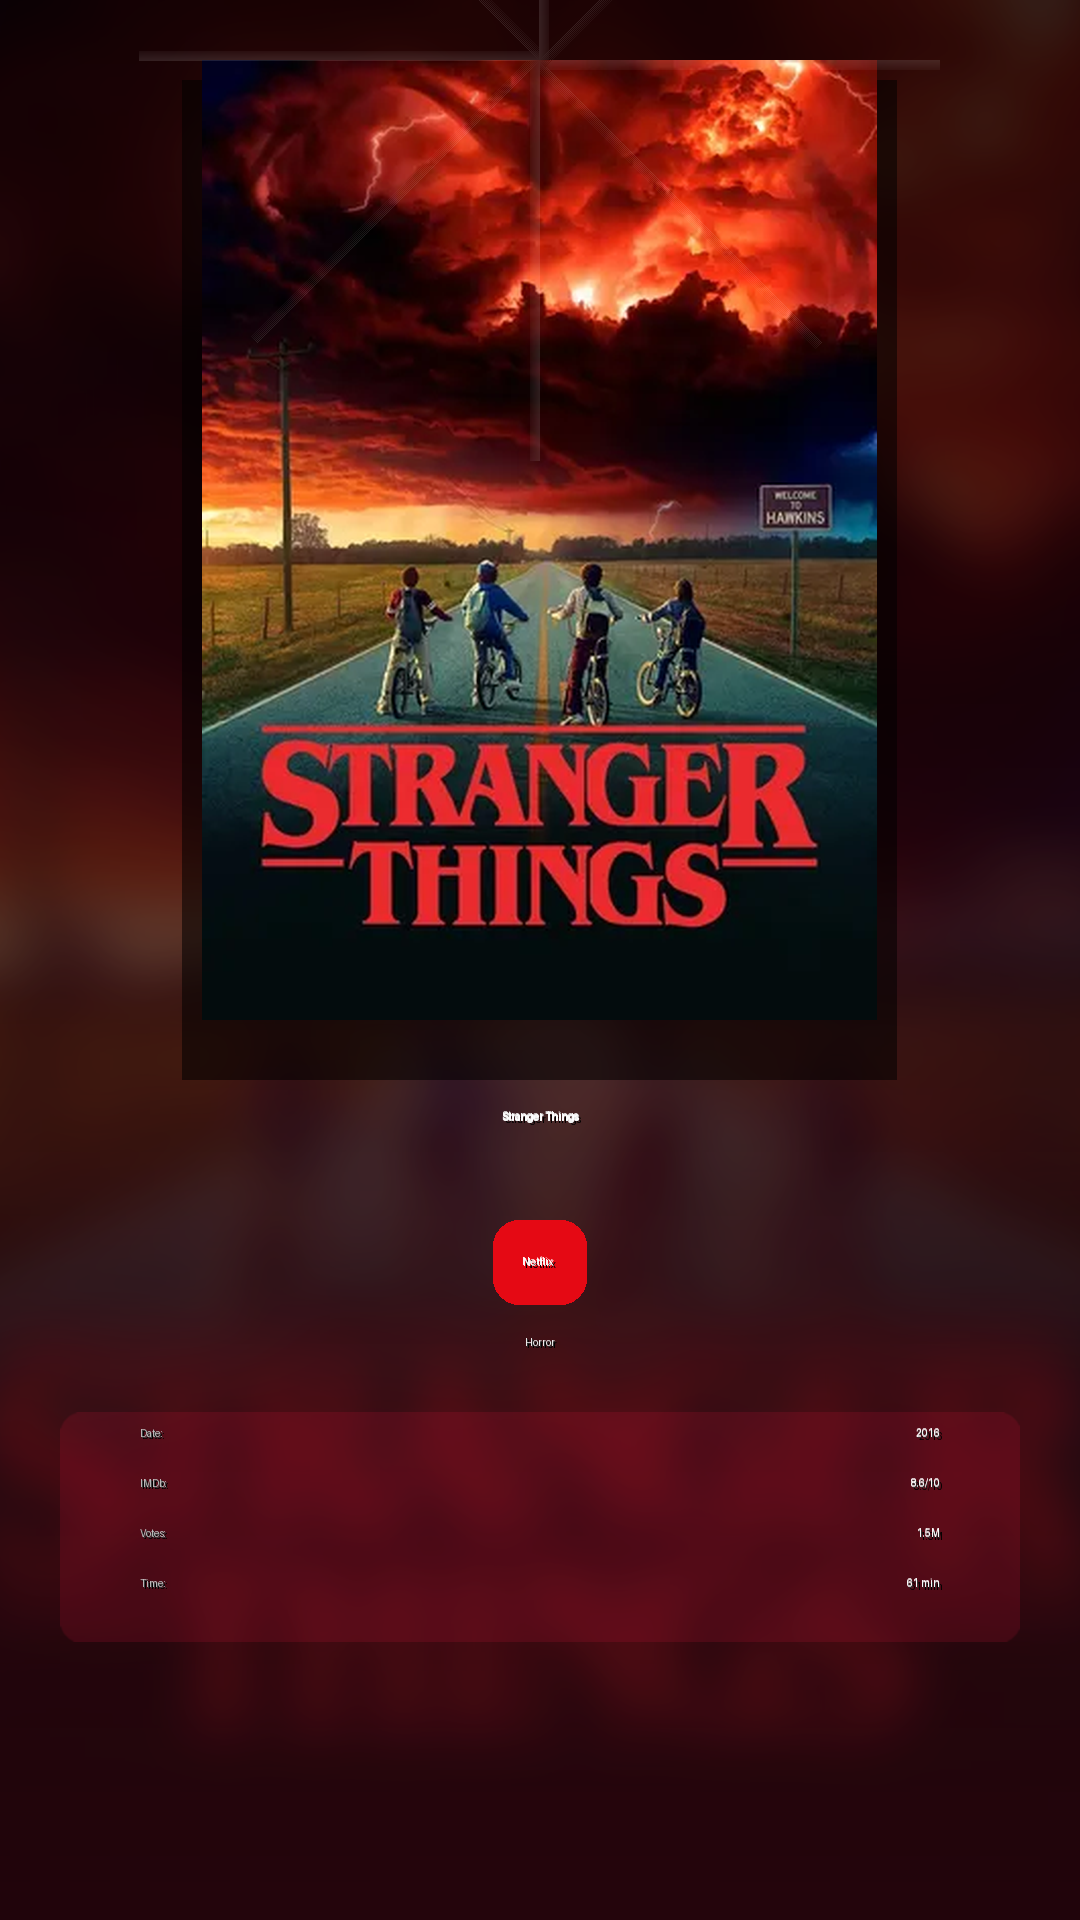 WELCOME
TO
HAWKINS
STRANGER
THINGS
Stranger Things
Netflix
Horror
Date: 2016
IMDb: 8.6/10
Votes: 1.5M
Time: 61 min